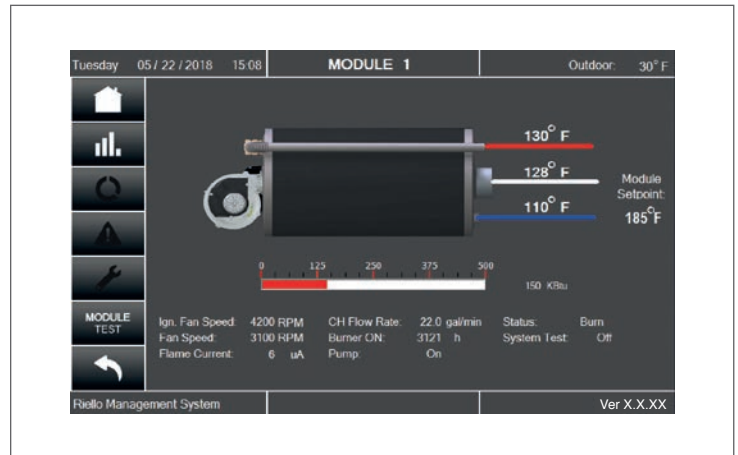 Tuesday 05 / 22 / 2018 15:08 MODULE 1 Outdoor: 30° F
130° F
128° F
Module
Setpoint:
110° F
185°F
0 125 250 375 500
150 KBtu
MODULE
TEST
Ign. Fan Speed: 4200 RPM CH Flow Rate: 22.0 gal/min Status: Burn
Fan Speed: 3100 RPM Burner ON: 3121 h System Test: Off
Flame Current: 6 uA Pump: On
Riello Management System Ver X.X.XX